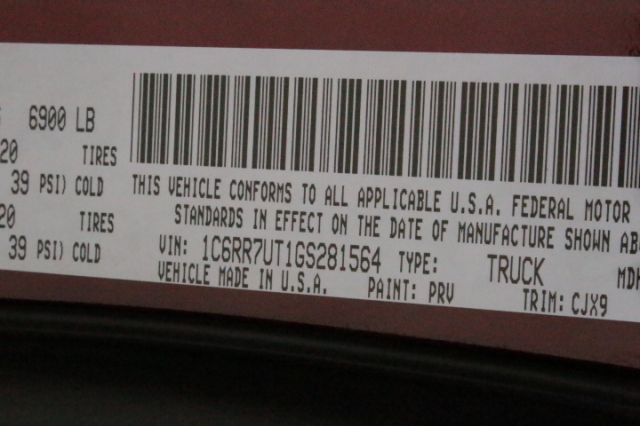 6900 LB
20 TIRES
39 PSI) COLD
20 TIRES
39 PSI) COLD
THIS VEHICLE CONFORMS TO ALL APPLICABLE U.S.A. FEDERAL MOTOR
STANDARDS IN EFFECT ON THE DATE OF MANUFACTURE SHOWN AB
VIN: 1C6RR7UT1GS281564 TYPE: TRUCK MDH
VEHICLE MADE IN U.S.A. PAINT: PRV TRIM: CJX9